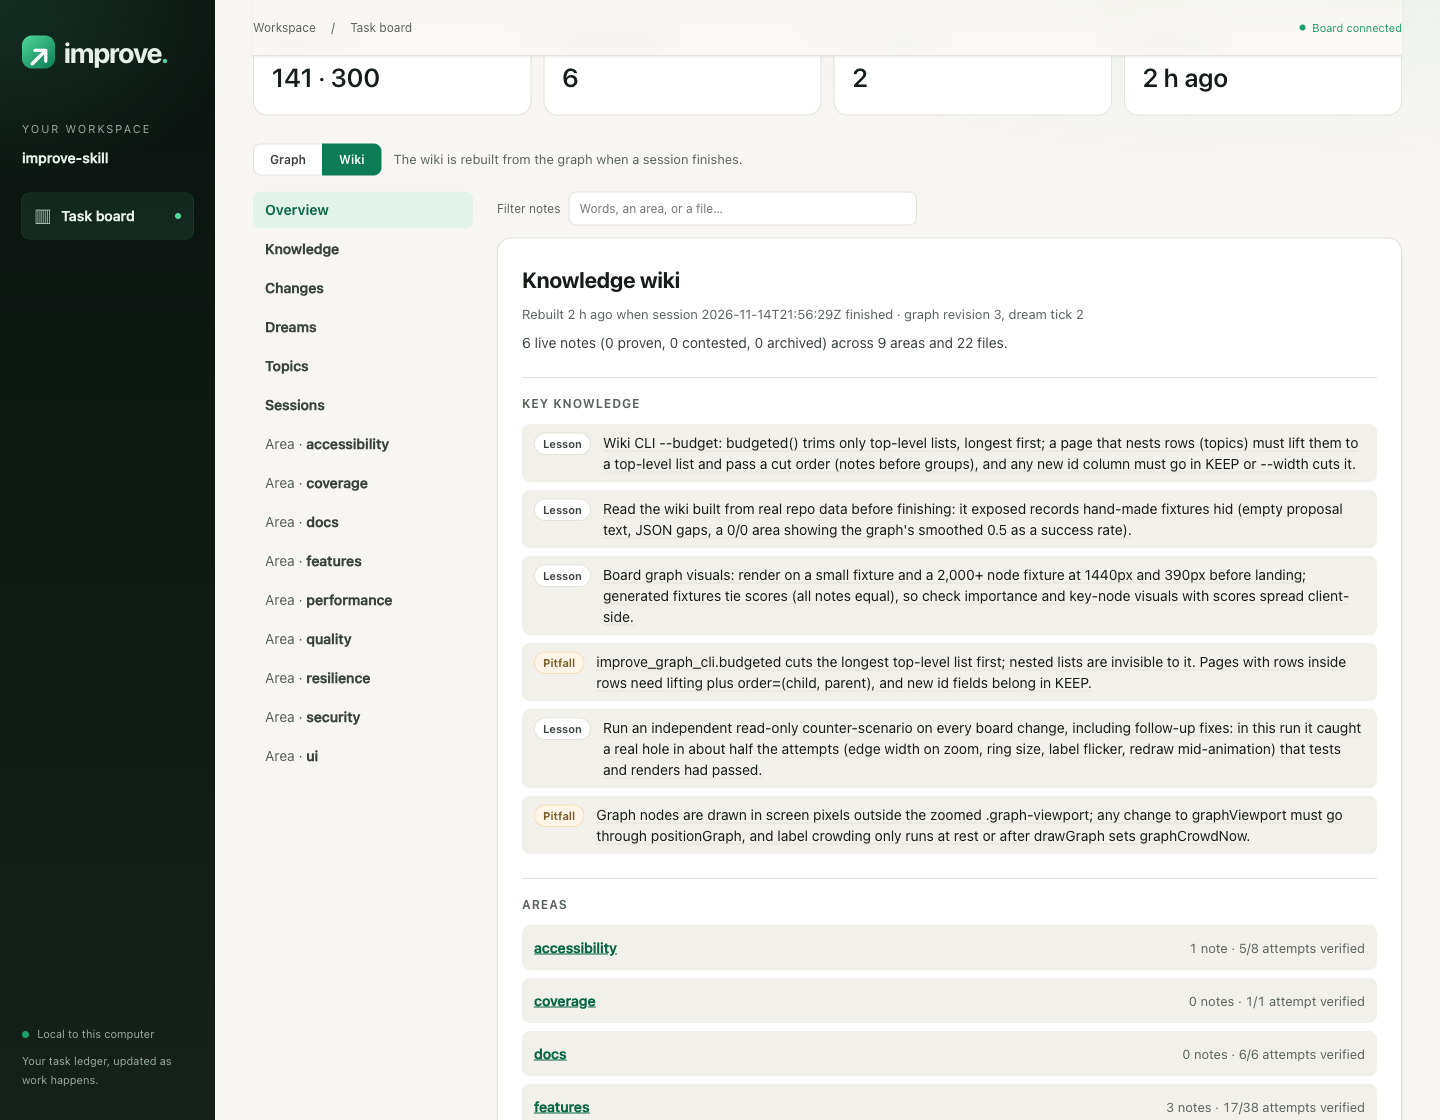 improve.
YOUR WORKSPACE
improve-skill
Task board
Local to this computer
Your task ledger, updated as
work happens.
Workspace / Task board
Board connected
141 · 300
6
2
2 h ago
Graph
Wiki
The wiki is rebuilt from the graph when a session finishes.
Overview
Knowledge
Changes
Dreams
Topics
Sessions
Area · accessibility
Area · coverage
Area · docs
Area · features
Area · performance
Area · quality
Area · resilience
Area · security
Area · ui
Filter notes
Words, an area, or a file…
Knowledge wiki
Rebuilt 2 h ago when session 2026-11-14T21:56:29Z finished · graph revision 3, dream tick 2
6 live notes (0 proven, 0 contested, 0 archived) across 9 areas and 22 files.
KEY KNOWLEDGE
Lesson
Wiki CLI --budget: budgeted() trims only top-level lists, longest first; a page that nests rows (topics) must lift them to
a top-level list and pass a cut order (notes before groups), and any new id column must go in KEEP or --width cuts it.
Lesson
Read the wiki built from real repo data before finishing: it exposed records hand-made fixtures hid (empty proposal
text, JSON gaps, a 0/0 area showing the graph's smoothed 0.5 as a success rate).
Lesson
Board graph visuals: render on a small fixture and a 2,000+ node fixture at 1440px and 390px before landing;
generated fixtures tie scores (all notes equal), so check importance and key-node visuals with scores spread client-
side.
Pitfall
improve_graph_cli.budgeted cuts the longest top-level list first; nested lists are invisible to it. Pages with rows inside
rows need lifting plus order=(child, parent), and new id fields belong in KEEP.
Lesson
Run an independent read-only counter-scenario on every board change, including follow-up fixes: in this run it caught
a real hole in about half the attempts (edge width on zoom, ring size, label flicker, redraw mid-animation) that tests
and renders had passed.
Pitfall
Graph nodes are drawn in screen pixels outside the zoomed .graph-viewport; any change to graphViewport must go
through positionGraph, and label crowding only runs at rest or after drawGraph sets graphCrowdNow.
AREAS
accessibility
1 note · 5/8 attempts verified
coverage
0 notes · 1/1 attempt verified
docs
0 notes · 6/6 attempts verified
features
3 notes · 17/38 attempts verified